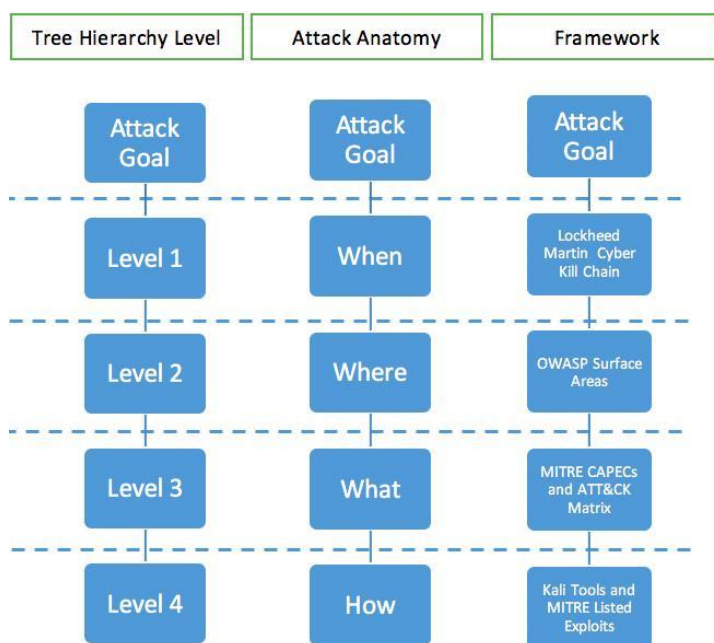 Tree Hierarchy Level
Attack Anatomy
Framework
Attack
Goal
Attack
Goal
Attack
Goal
Level 1
When
Lockheed
Martin Cyber
Kill Chain
Level 2
Where
OWASP Surface
Areas
Level 3
What
MITRE CAPECs
and ATT&CK
Matrix
Level 4
How
Kali Tools and
MITRE Listed
Exploits